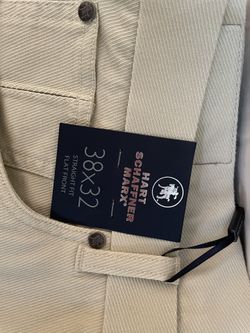 HART
SCHAFFNER
MARX®
38X32
STRAIGHT FIT
FLAT FRONT